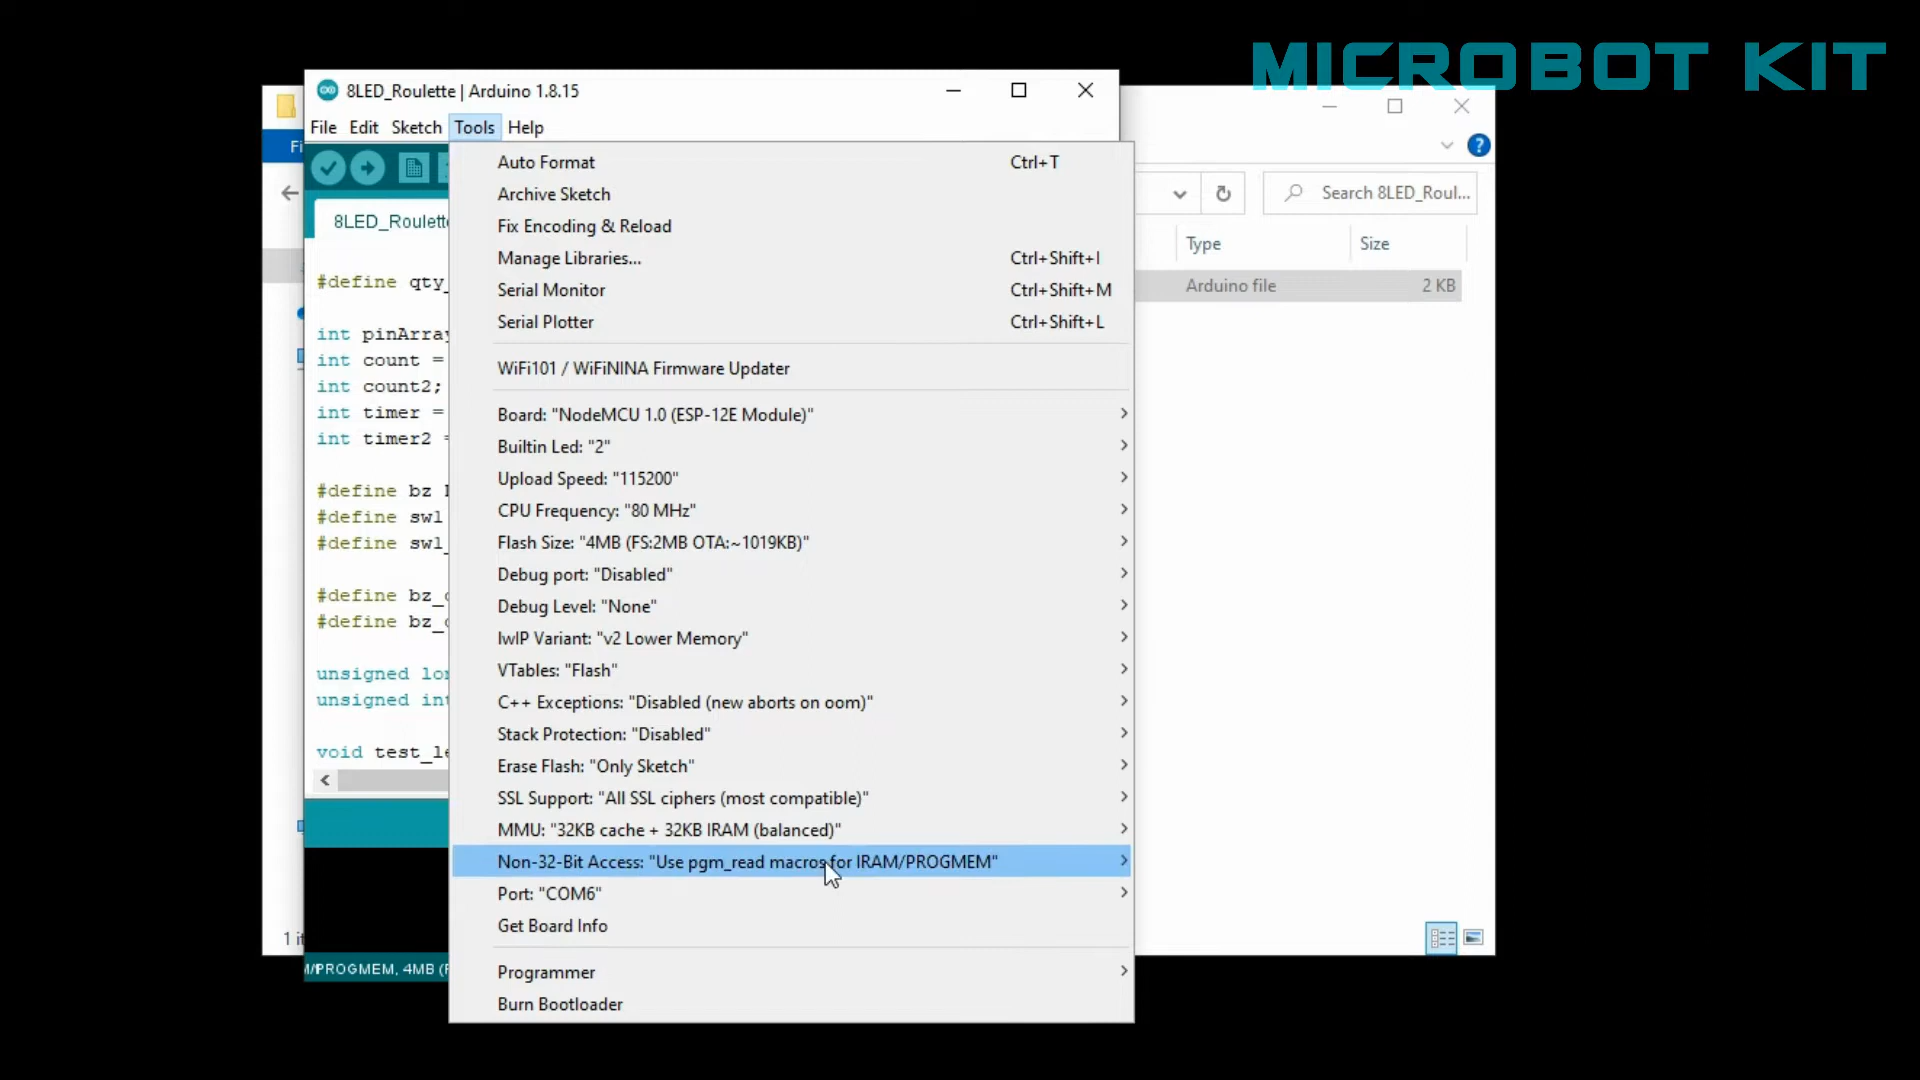 MICROBOT KIT
8LED_Roulette | Arduino 1.8.15
File Edit Sketch Tools Help
Fi
Auto Format Ctrl+T
Archive Sketch
Fix Encoding & Reload
Manage Libraries... Ctrl+Shift+I
Serial Monitor Ctrl+Shift+M
Serial Plotter Ctrl+Shift+L
WiFi101 / WiFiNINA Firmware Updater
Board: "NodeMCU 1.0 (ESP-12E Module)"
Builtin Led: "2"
Upload Speed: "115200"
CPU Frequency: "80 MHz"
Flash Size: "4MB (FS:2MB OTA:~1019KB)"
Debug port: "Disabled"
Debug Level: "None"
lwIP Variant: "v2 Lower Memory"
VTables: "Flash"
C++ Exceptions: "Disabled (new aborts on oom)"
Stack Protection: "Disabled"
Erase Flash: "Only Sketch"
SSL Support: "All SSL ciphers (most compatible)"
MMU: "32KB cache + 32KB IRAM (balanced)"
Non-32-Bit Access: "Use pgm_read macros for IRAM/PROGMEM"
Port: "COM6"
Get Board Info
Programmer
Burn Bootloader
8LED_Roulette
#define qty_
int pinArray
int count =
int count2;
int timer =
int timer2 =
#define bz
#define sw1
#define sw1_
#define bz_
#define bz_
unsigned lon
unsigned int
void test_le
M/PROGMEM, 4MB (F
Search 8LED_Roul...
Type Size
Arduino file 2 KB
1 it